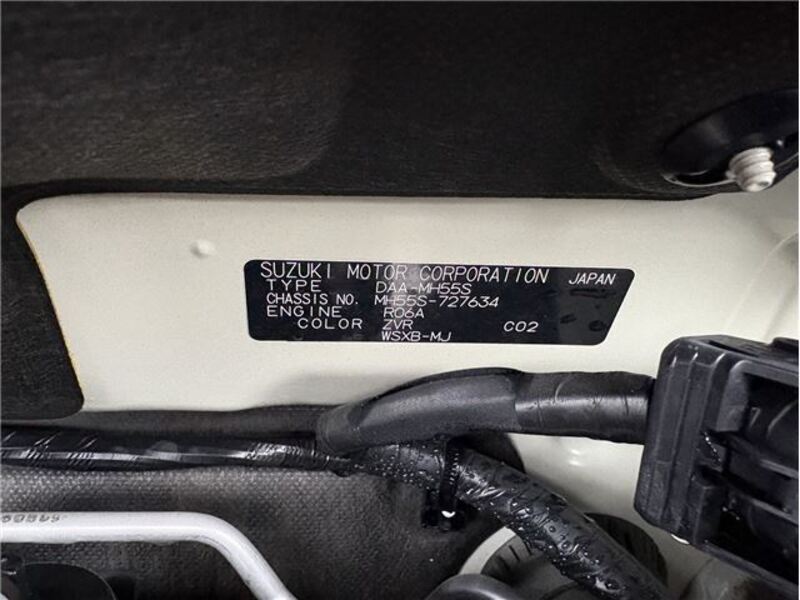 SUZUKI MOTOR CORPORATION JAPAN
TYPE DAA-MH55S
CHASSIS NO. MH55S-727634
ENGINE R06A
COLOR ZVR C02
WSXB-MJ